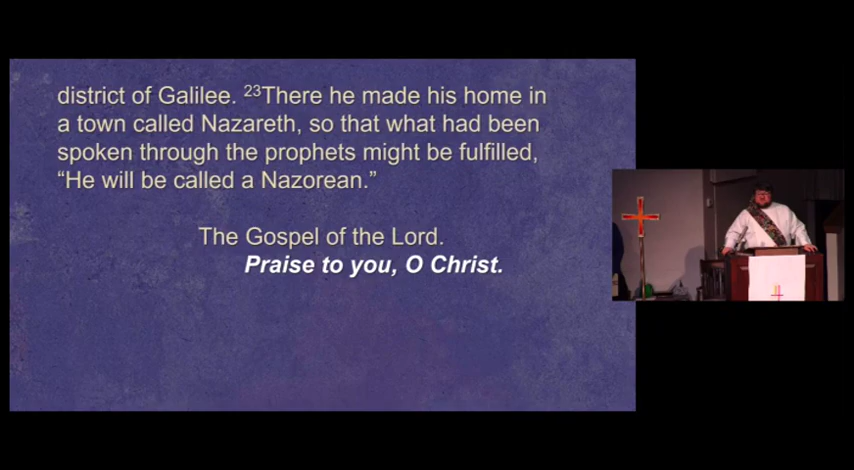 district of Galilee. 23There he made his home in
a town called Nazareth, so that what had been
spoken through the prophets might be fulfilled,
“He will be called a Nazorean.”
The Gospel of the Lord.
Praise to you, O Christ.